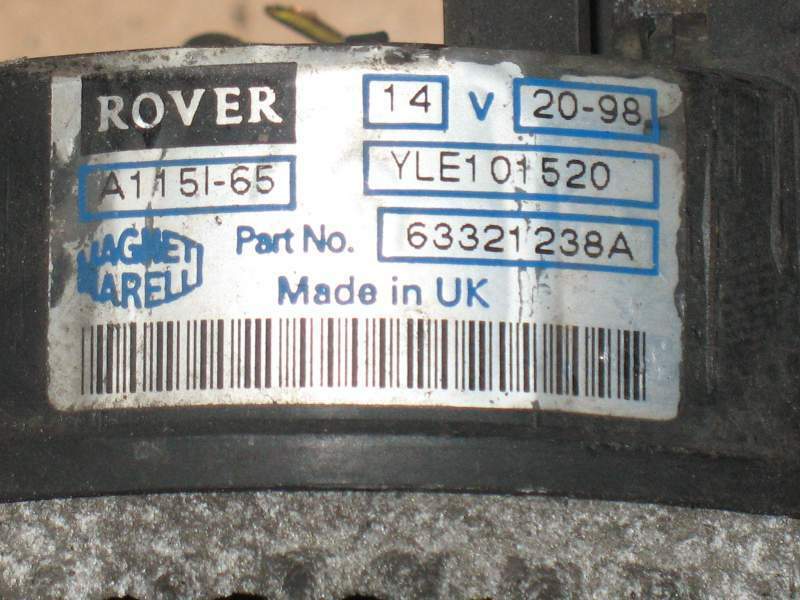 ROVER 14 V 20-98
A115I-65 YLE101520
MAGNETI MARELLI Part No. 63321238A
Made in UK